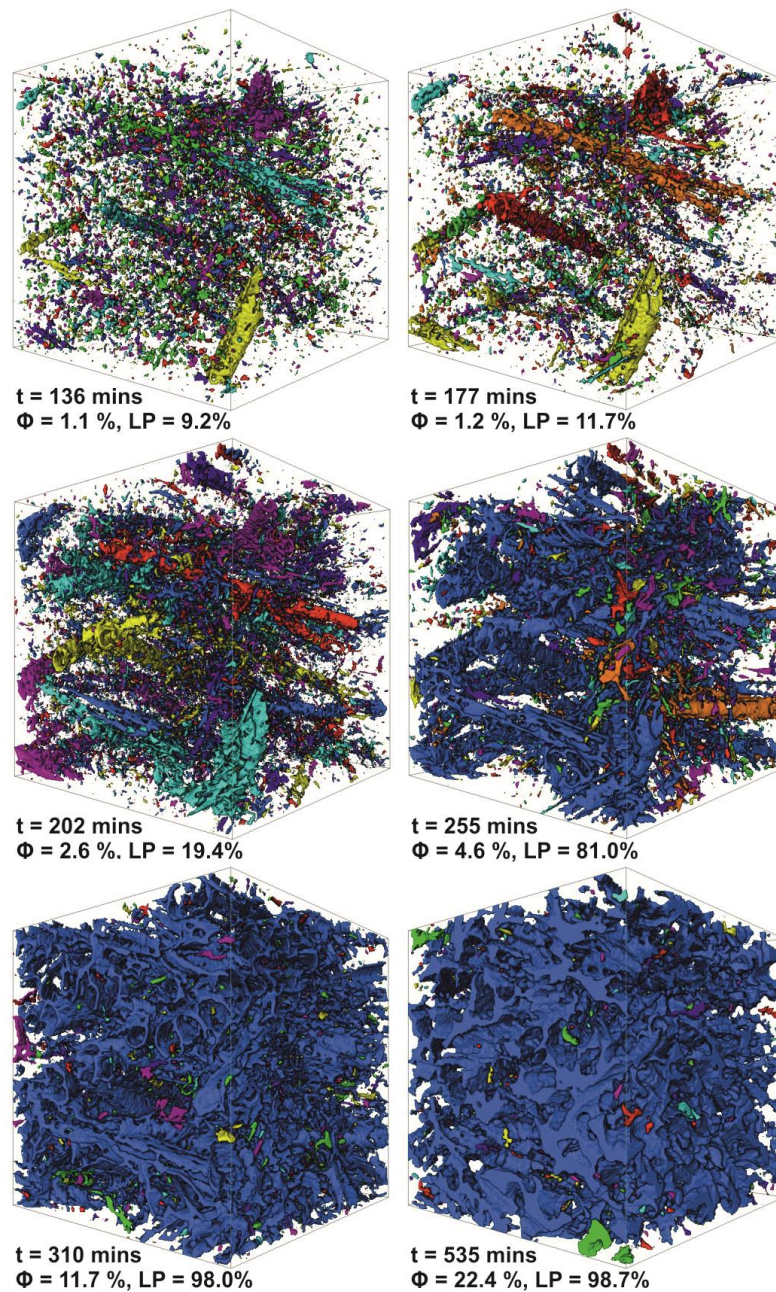 t = 136 mins
Φ = 1.1 %, LP = 9.2%
t = 177 mins
Φ = 1.2 %, LP = 11.7%
t = 202 mins
Φ = 2.6 %. LP = 19.4%
t = 255 mins
Φ = 4.6 %, LP = 81.0%
t = 310 mins
Φ = 11.7 %, LP = 98.0%
t = 535 mins
Φ = 22.4 %, LP = 98.7%